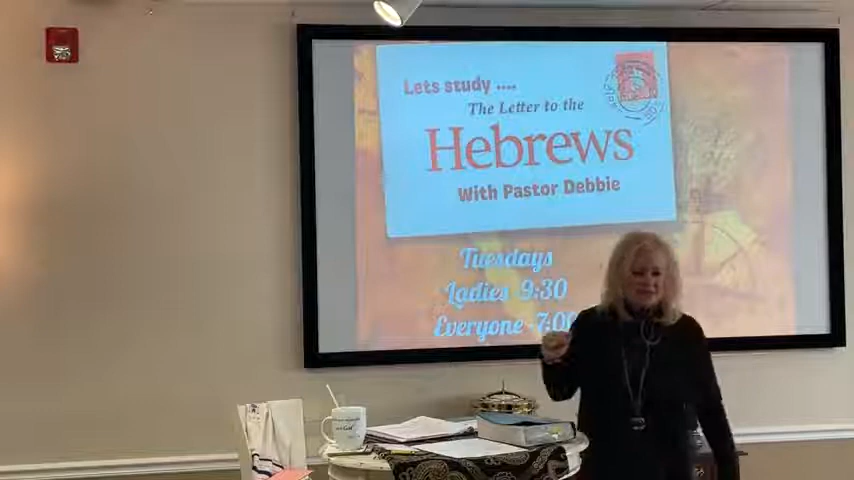 Lets study ....
The Letter to the
Hebrews
With Pastor Debbie
Tuesdays
Ladies 9:30
Everyone - 7:00